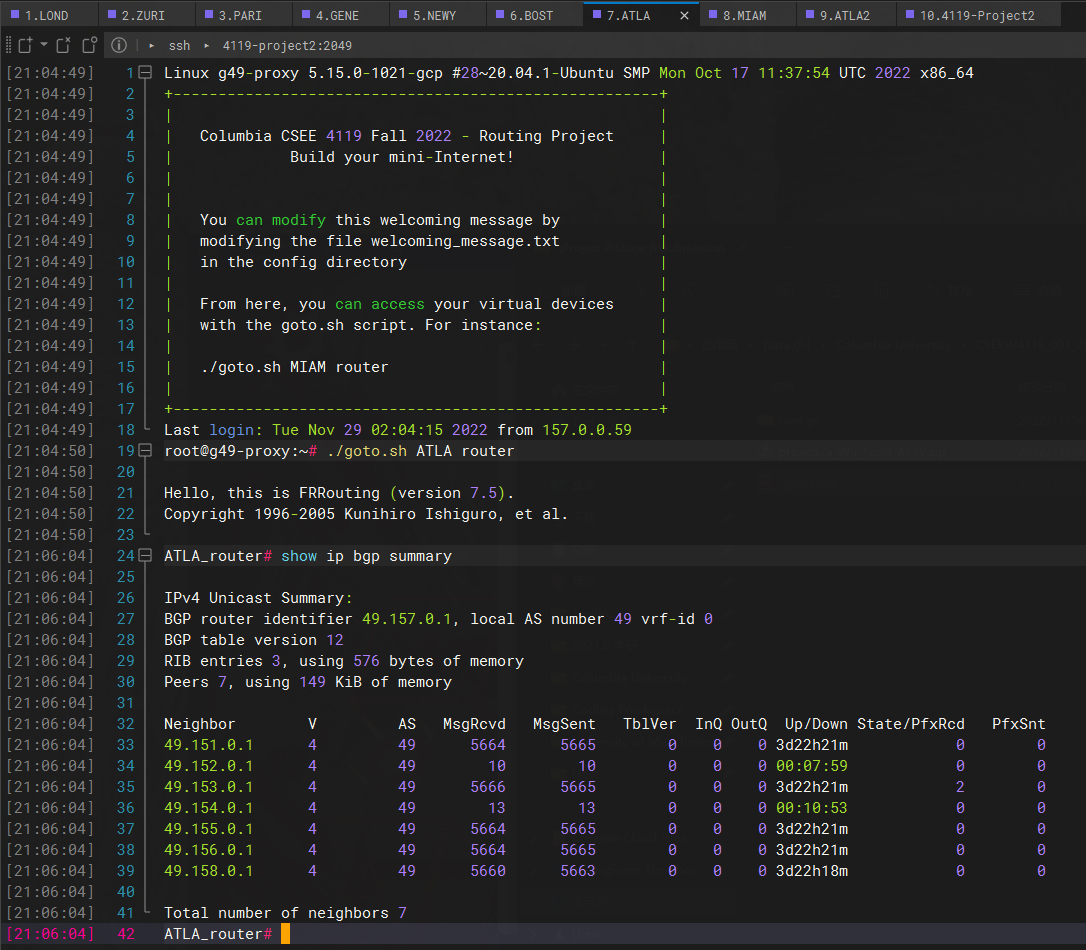 1.LOND 2.ZURI 3.PARI 4.GENE 5.NEWY 6.BOST 7.ATLA 8.MIAM 9.ATLA2 10.4119-Project2
ssh 4119-project2:2049
[21:04:49] 1 Linux g49-proxy 5.15.0-1021-gcp #28~20.04.1-Ubuntu SMP Mon Oct 17 11:37:54 UTC 2022 x86_64
[21:04:49] 2 +------------------------------------------------------+
[21:04:49] 3 | |
[21:04:49] 4 | Columbia CSEE 4119 Fall 2022 - Routing Project |
[21:04:49] 5 | Build your mini-Internet! |
[21:04:49] 6 | |
[21:04:49] 7 | |
[21:04:49] 8 | You can modify this welcoming message by |
[21:04:49] 9 | modifying the file welcoming_message.txt |
[21:04:49] 10 | in the config directory |
[21:04:49] 11 | |
[21:04:49] 12 | From here, you can access your virtual devices |
[21:04:49] 13 | with the goto.sh script. For instance: |
[21:04:49] 14 | |
[21:04:49] 15 | ./goto.sh MIAM router |
[21:04:49] 16 | |
[21:04:49] 17 +------------------------------------------------------+
[21:04:49] 18 Last login: Tue Nov 29 02:04:15 2022 from 157.0.0.59
[21:04:50] 19 root@g49-proxy:~# ./goto.sh ATLA router
[21:04:50] 20
[21:04:50] 21 Hello, this is FRRouting (version 7.5).
[21:04:50] 22 Copyright 1996-2005 Kunihiro Ishiguro, et al.
[21:04:50] 23
[21:06:04] 24 ATLA_router# show ip bgp summary
[21:06:04] 25
[21:06:04] 26 IPv4 Unicast Summary:
[21:06:04] 27 BGP router identifier 49.157.0.1, local AS number 49 vrf-id 0
[21:06:04] 28 BGP table version 12
[21:06:04] 29 RIB entries 3, using 576 bytes of memory
[21:06:04] 30 Peers 7, using 149 KiB of memory
[21:06:04] 31
[21:06:04] 32 Neighbor V AS MsgRcvd MsgSent TblVer InQ OutQ Up/Down State/PfxRcd PfxSnt
[21:06:04] 33 49.151.0.1 4 49 5664 5665 0 0 0 3d22h21m 0 0
[21:06:04] 34 49.152.0.1 4 49 10 10 0 0 0 00:07:59 0 0
[21:06:04] 35 49.153.0.1 4 49 5666 5665 0 0 0 3d22h21m 2 0
[21:06:04] 36 49.154.0.1 4 49 13 13 0 0 0 00:10:53 0 0
[21:06:04] 37 49.155.0.1 4 49 5664 5665 0 0 0 3d22h21m 0 0
[21:06:04] 38 49.156.0.1 4 49 5664 5665 0 0 0 3d22h21m 0 0
[21:06:04] 39 49.158.0.1 4 49 5660 5663 0 0 0 3d22h18m 0 0
[21:06:04] 40
[21:06:04] 41 Total number of neighbors 7
[21:06:04] 42 ATLA_router#